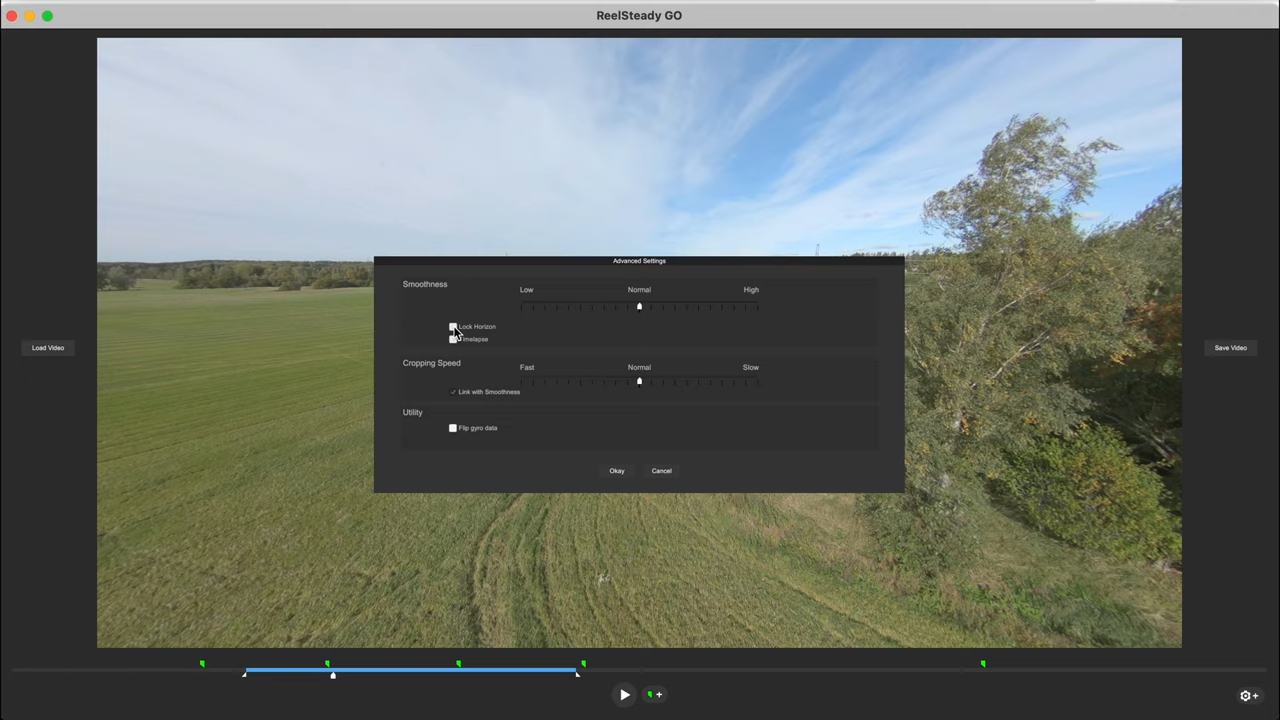 ReelSteady GO
Advanced Settings
Smoothness
Low Normal High
Lock Horizon
Timelapse
Load Video
Save Video
Cropping Speed
Fast Normal Slow
Link with Smoothness
Utility
Flip gyro data
Okay Cancel